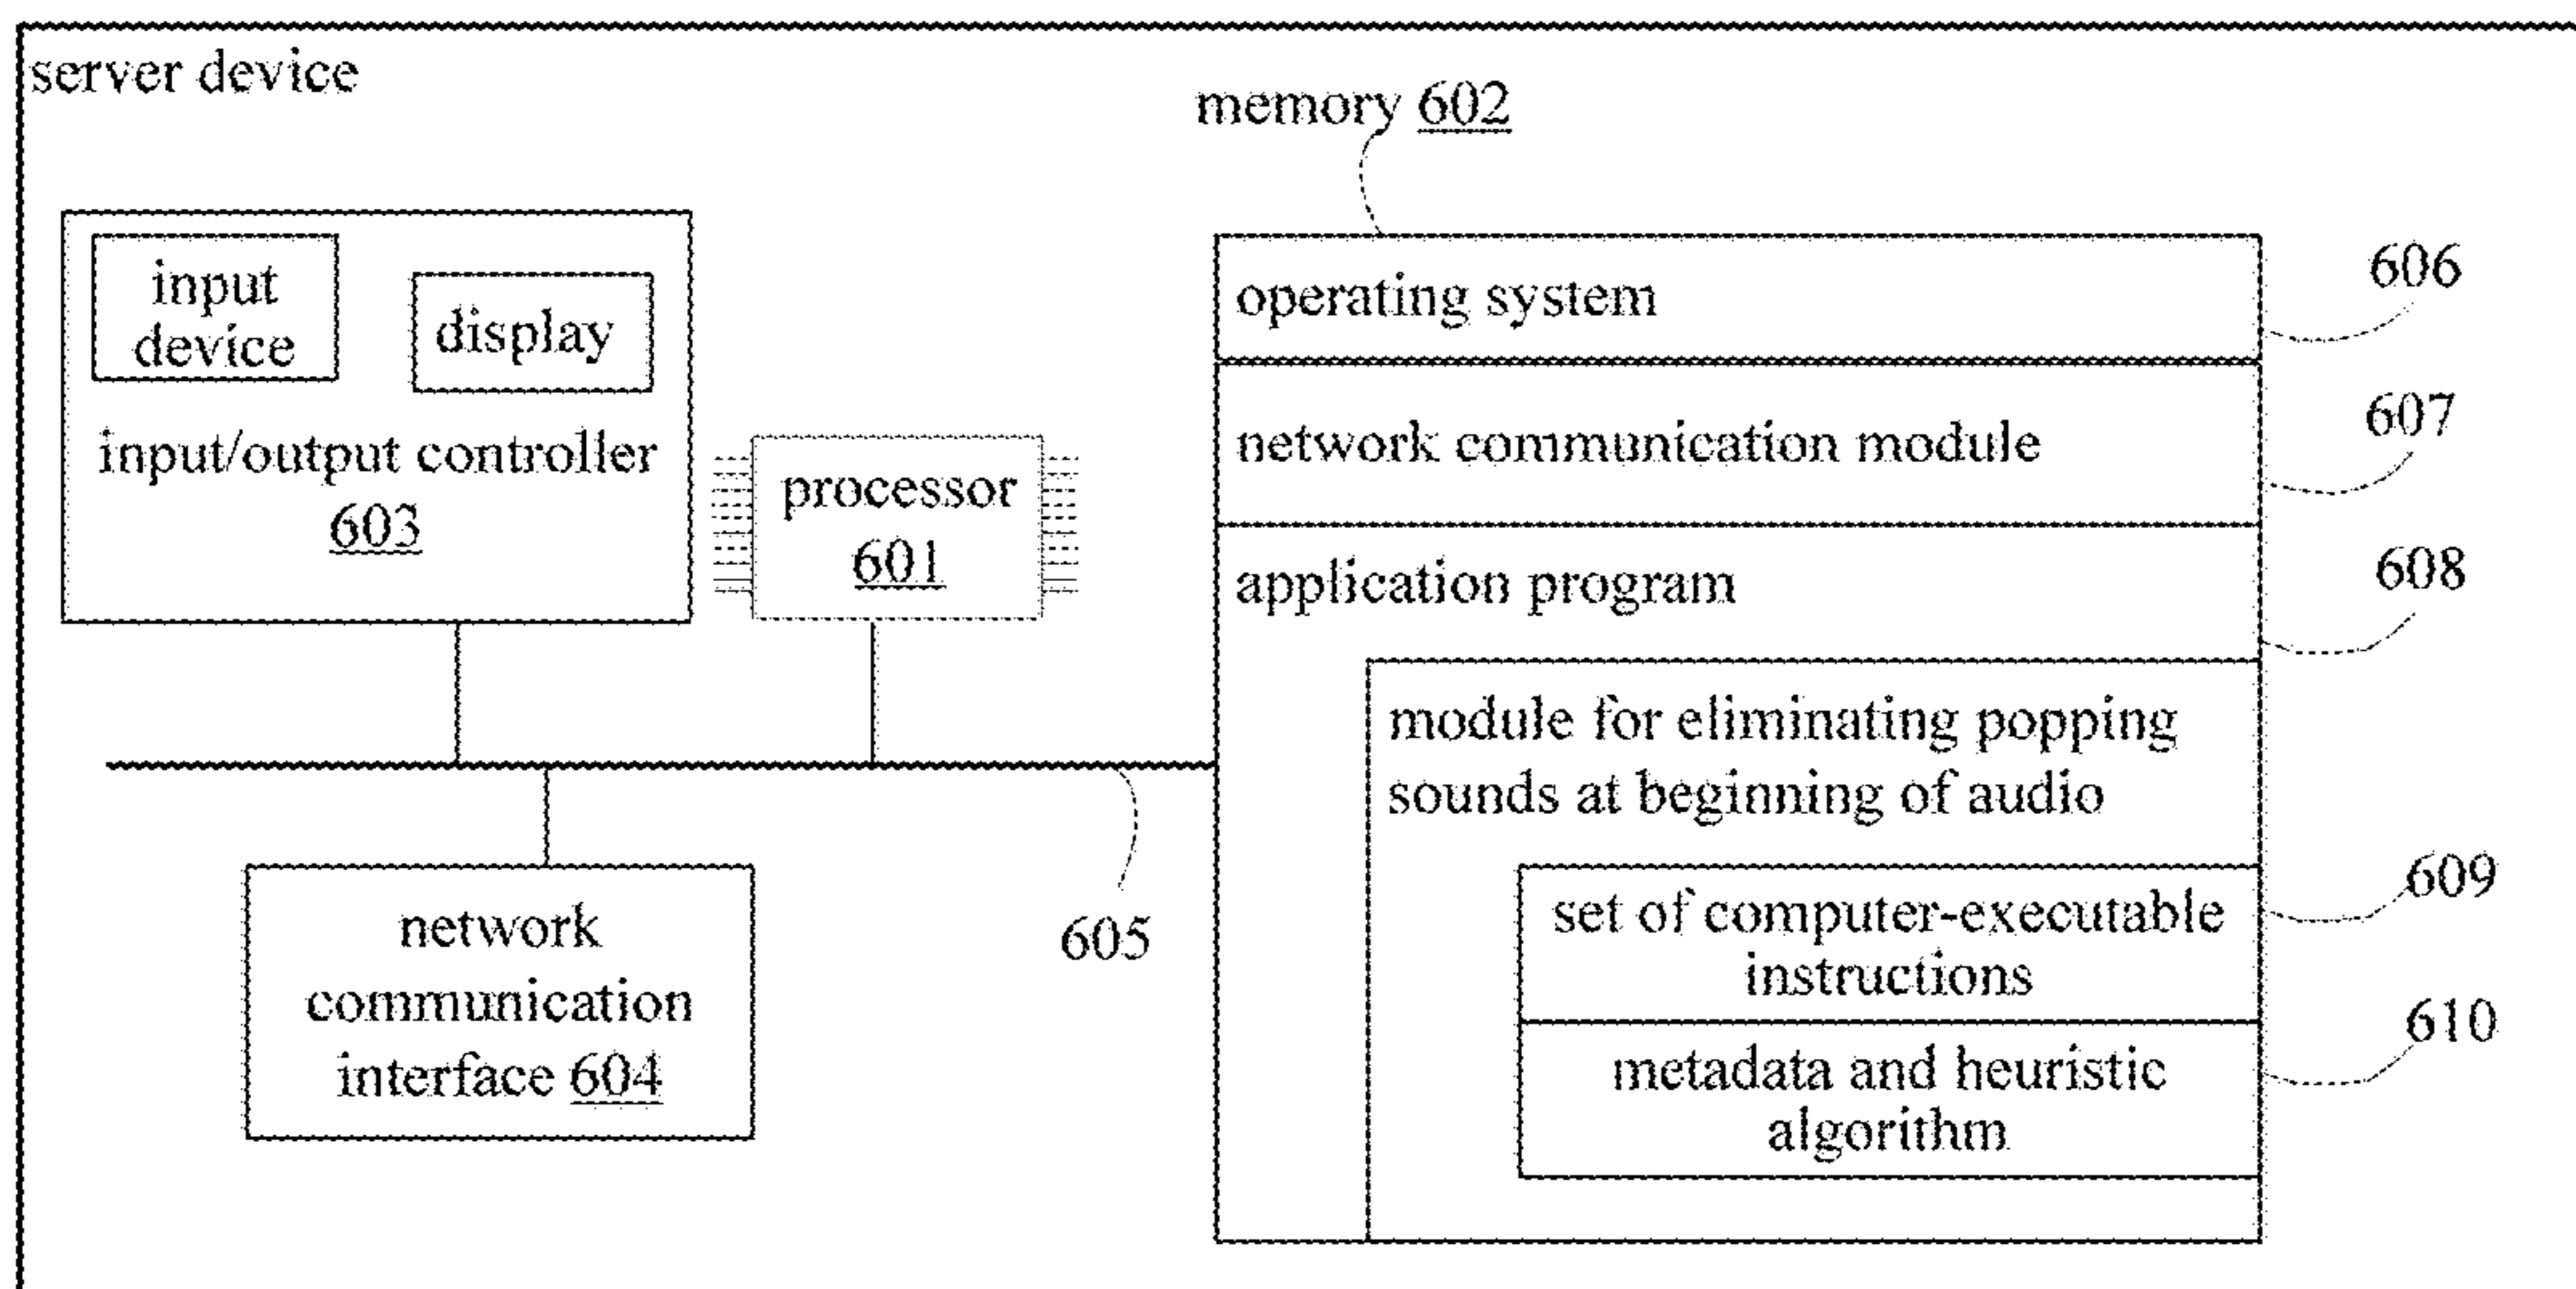 server device
memory 602
input
device
display
input/output controller
603
processor
601
operating system
606
network communication module
607
application program
608
module for eliminating popping
sounds at beginning of audio
605
network
communication
interface 604
set of computer-executable
instructions
609
metadata and heuristic
algorithm
610